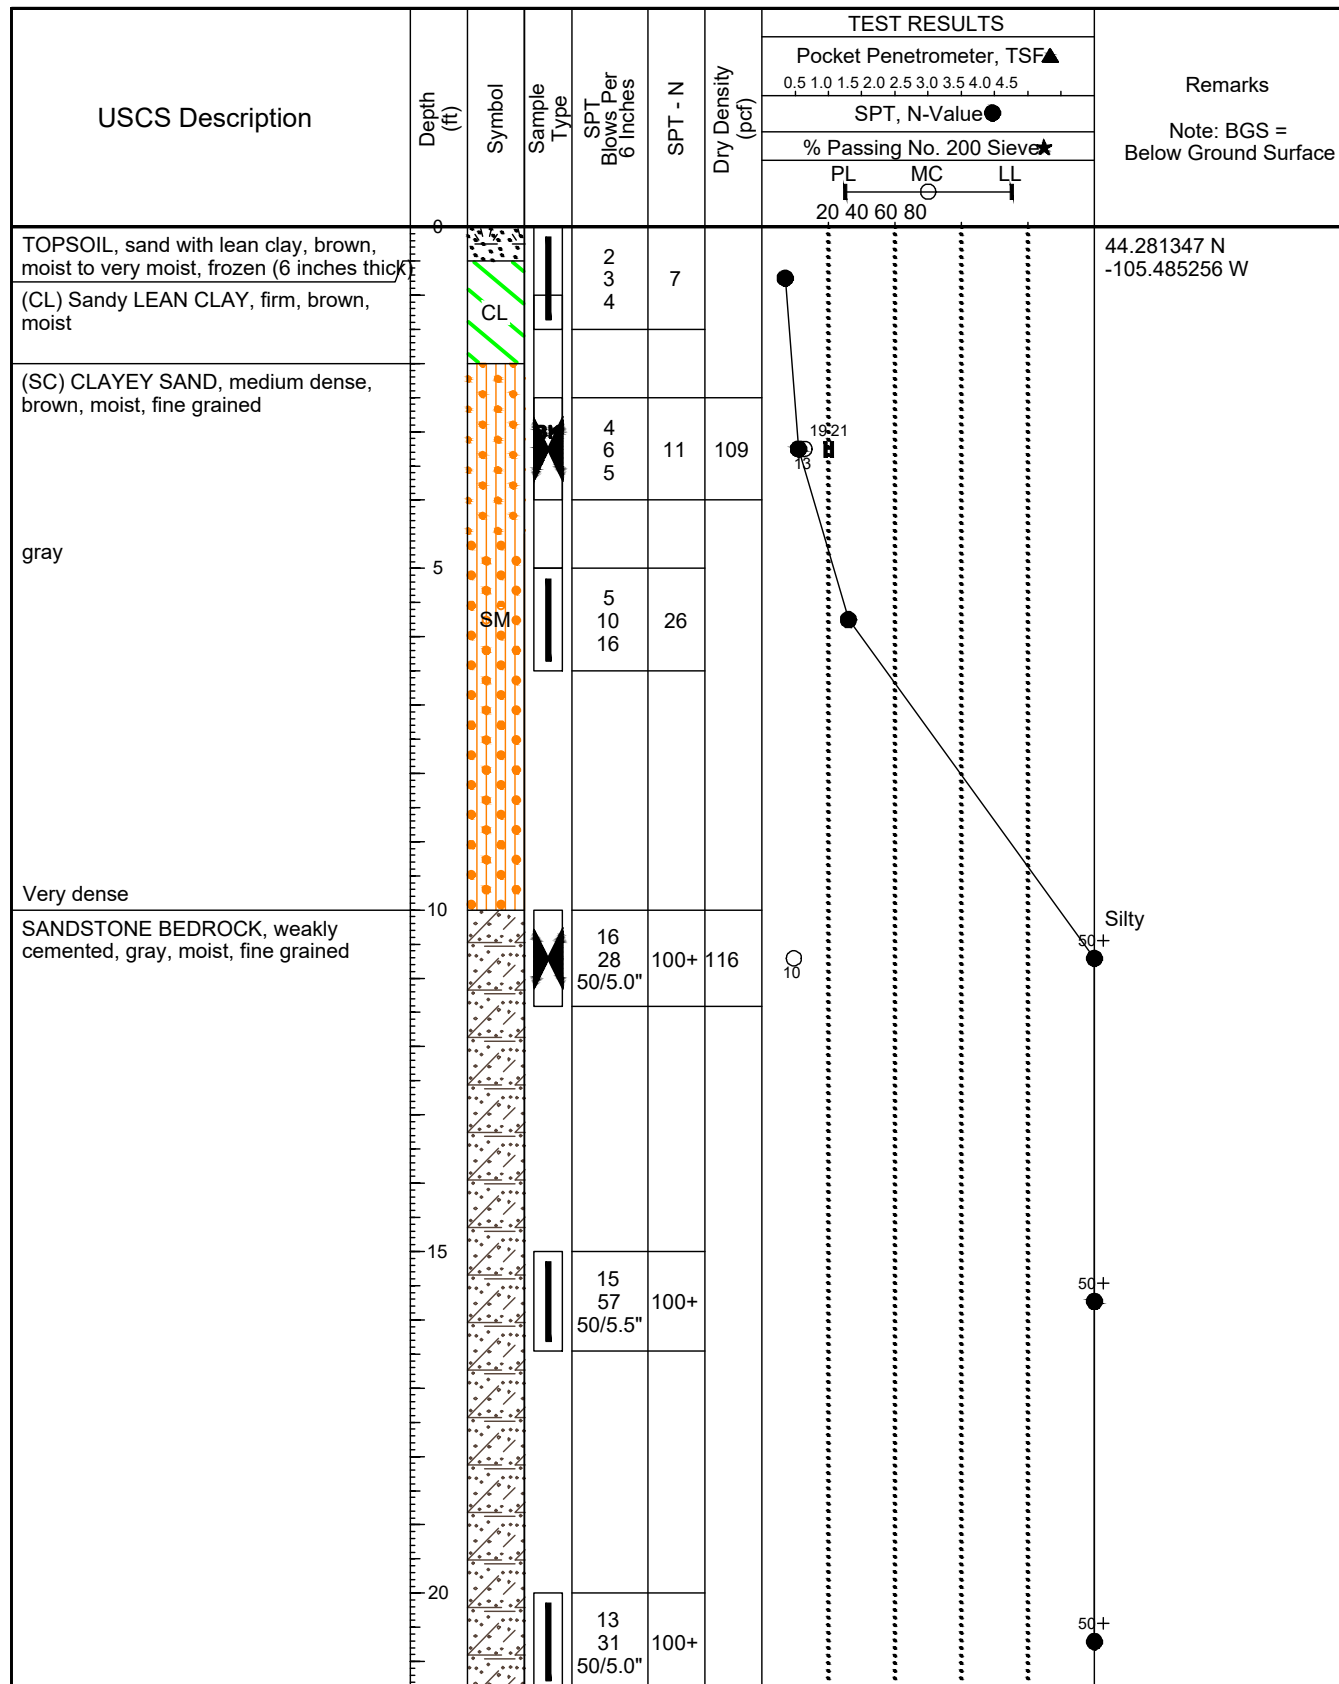 USCS Description
Depth
(ft)
Symbol
Sample
Type
SPT
Blows Per
6 Inches
SPT - N
Dry Density
(pcf)
TEST RESULTS
Pocket Penetrometer, TSF
0.5 1.0 1.5 2.0 2.5 3.0 3.5 4.0 4.5
SPT, N-Value
% Passing No. 200 Sieve
PL MC LL
20 40 60 80
Remarks
Note: BGS =
Below Ground Surface
0
TOPSOIL, sand with lean clay, brown,
moist to very moist, frozen (6 inches thick)
(CL) Sandy LEAN CLAY, firm, brown,
moist
CL
2
3
4
7
44.281347 N
-105.485256 W
(SC) CLAYEY SAND, medium dense,
brown, moist, fine grained
4
6
5
11
109
19 21
13
gray
5
SM
5
10
16
26
Very dense
10
SANDSTONE BEDROCK, weakly
cemented, gray, moist, fine grained
16
28
50/5.0"
100+
116
10
50+
Silty
15
15
57
50/5.5"
100+
50+
20
13
31
50/5.0"
100+
50+